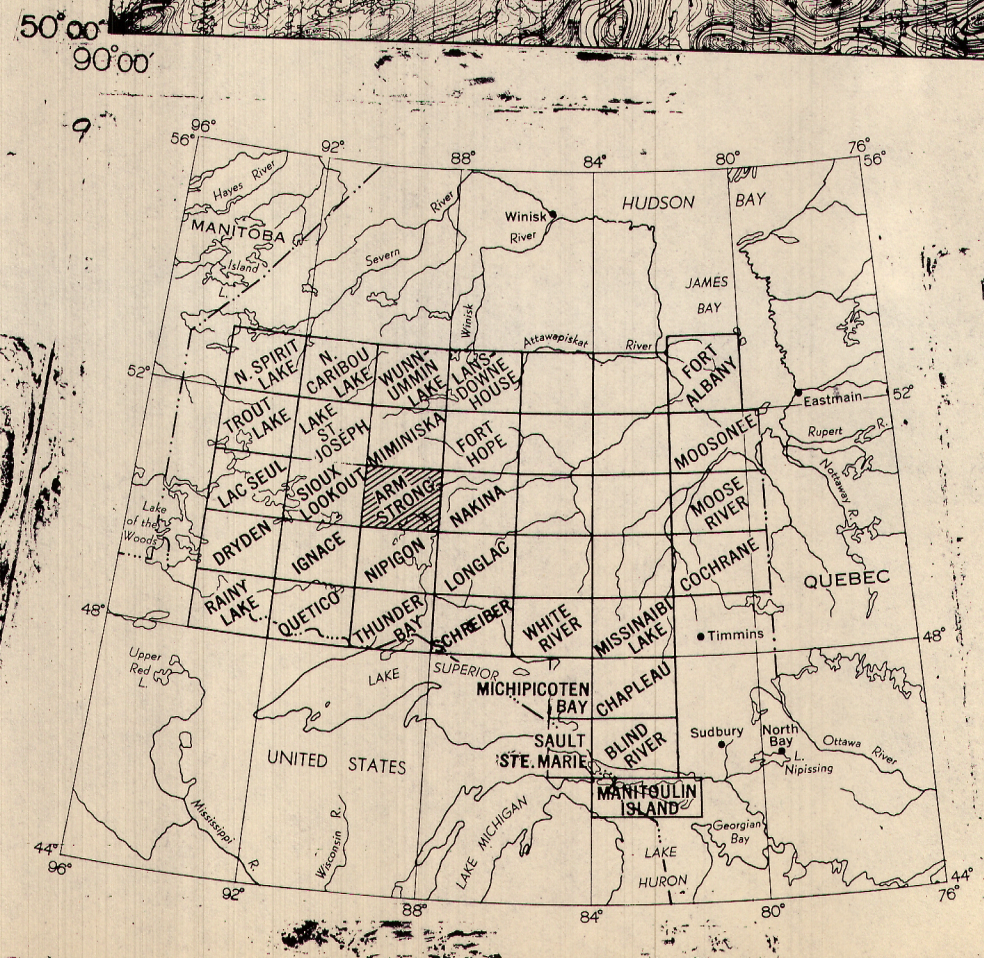 50°00'
90°00'
9
96°
92°
88°
84°
80°
76°
56°
56°
Hayes River
MANITOBA
Island
L.
Severn
River
Winisk
River
Winisk
HUDSON
BAY
JAMES
BAY
Attawapiskat
River
52°
52°
Eastmain
Rupert
R.
Nottaway
R.
N. SPIRIT
LAKE
N.
CARIBOU
LAKE
WUNN-
UMMIN
LAKE
LANS-
DOWNE
HOUSE
FORT
ALBANY
TROUT
LAKE
LAKE
ST.
JOSEPH
MIMINISKA
FORT
HOPE
MOOSONEE
LAC SEUL
SIOUX
LOOKOUT
ARM
STRONG
NAKINA
MOOSE
RIVER
Lake
of the
Woods
DRYDEN
IGNACE
NIPIGON
LONGLAC
COCHRANE
QUEBEC
RAINY
LAKE
QUETICO
THUNDER
BAY
SCHREIBER
WHITE
RIVER
MISSINAIBI
LAKE
Timmins
48°
48°
Upper
Red
L.
LAKE
SUPERIOR
MICHIPICOTEN
BAY
CHAPLEAU
SAULT
STE. MARIE
BLIND
RIVER
Sudbury
North
Bay
L.
Nipissing
Ottawa River
UNITED STATES
MANITOULIN
ISLAND
Georgian
Bay
Mississippi
R.
Wisconsin R.
LAKE MICHIGAN
LAKE
HURON
44°
44°
96°
92°
88°
84°
80°
76°